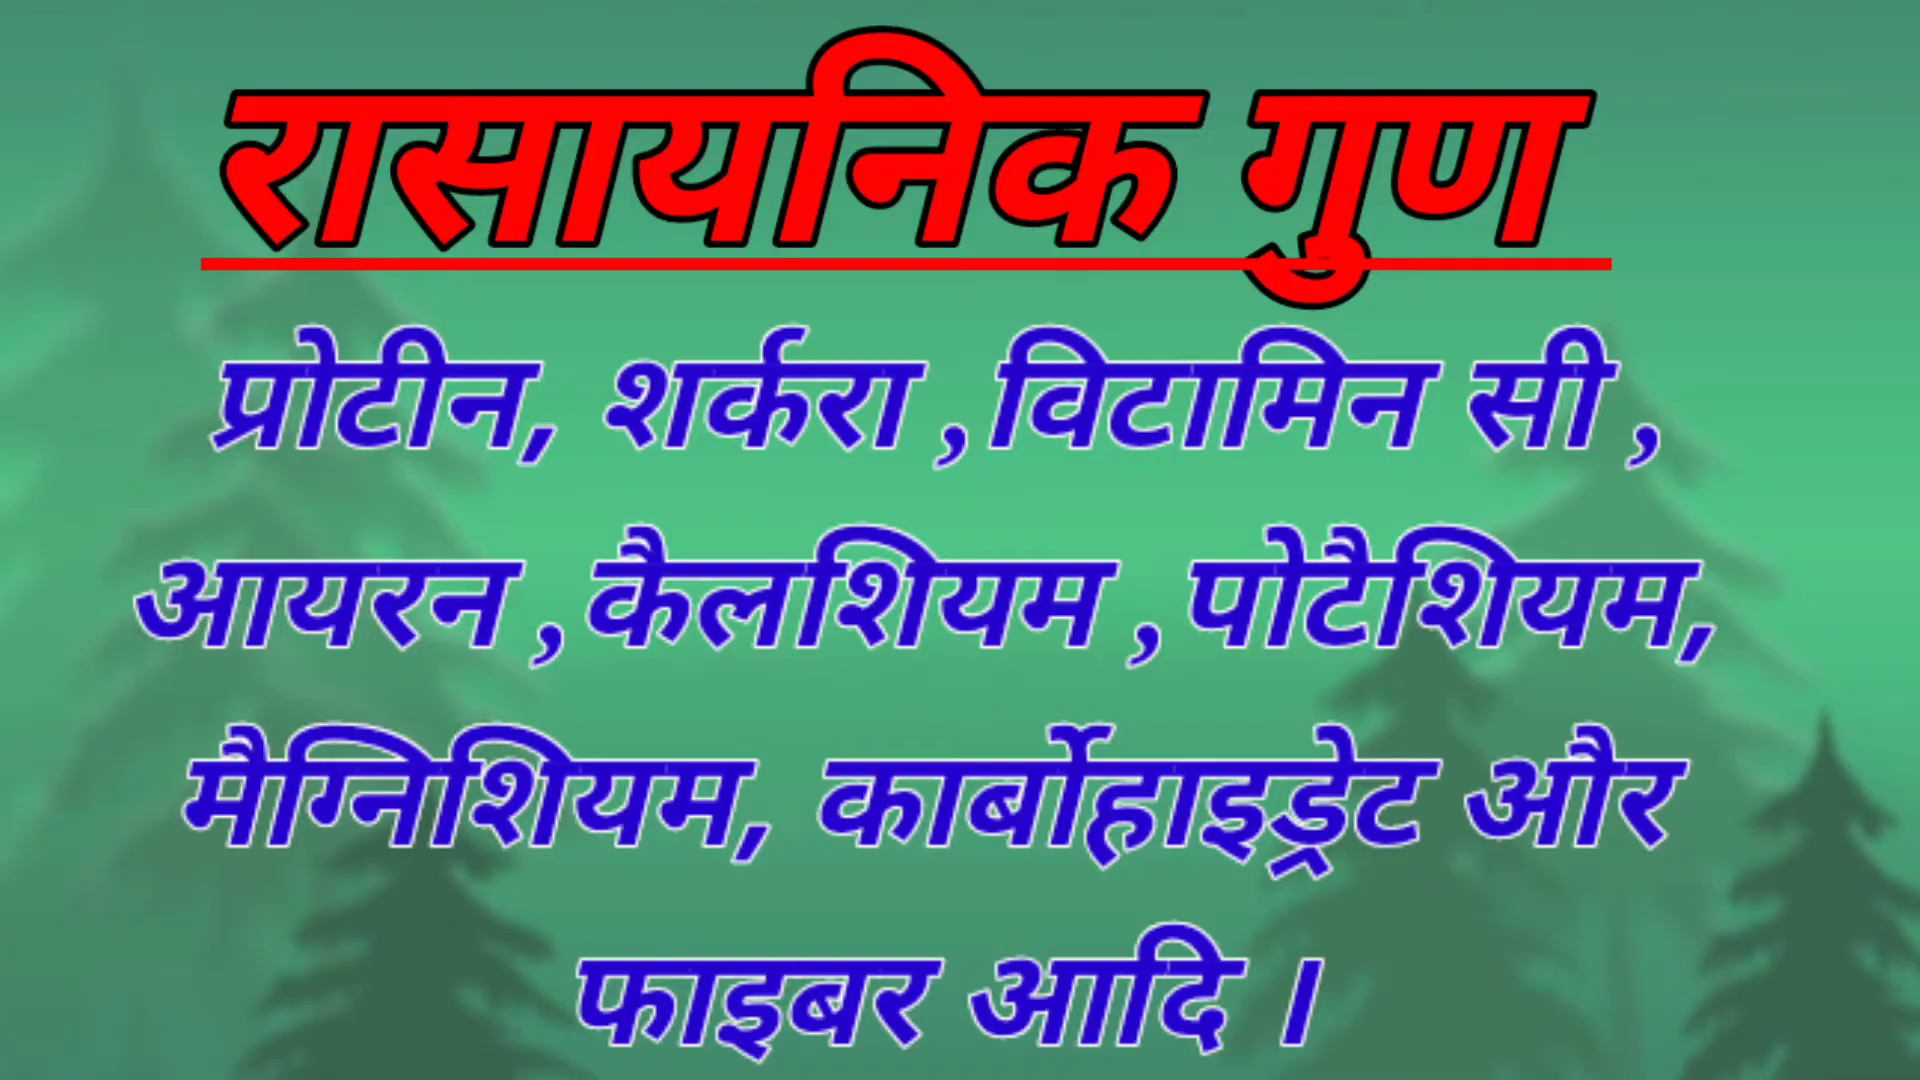 रासायनिक गुण
प्रोटीन, शर्करा ,विटामिन सी ,
आयरन ,कैलशियम ,पोटैशियम,
मैग्निशियम, कार्बोहाइड्रेट और
फाइबर आदि ।